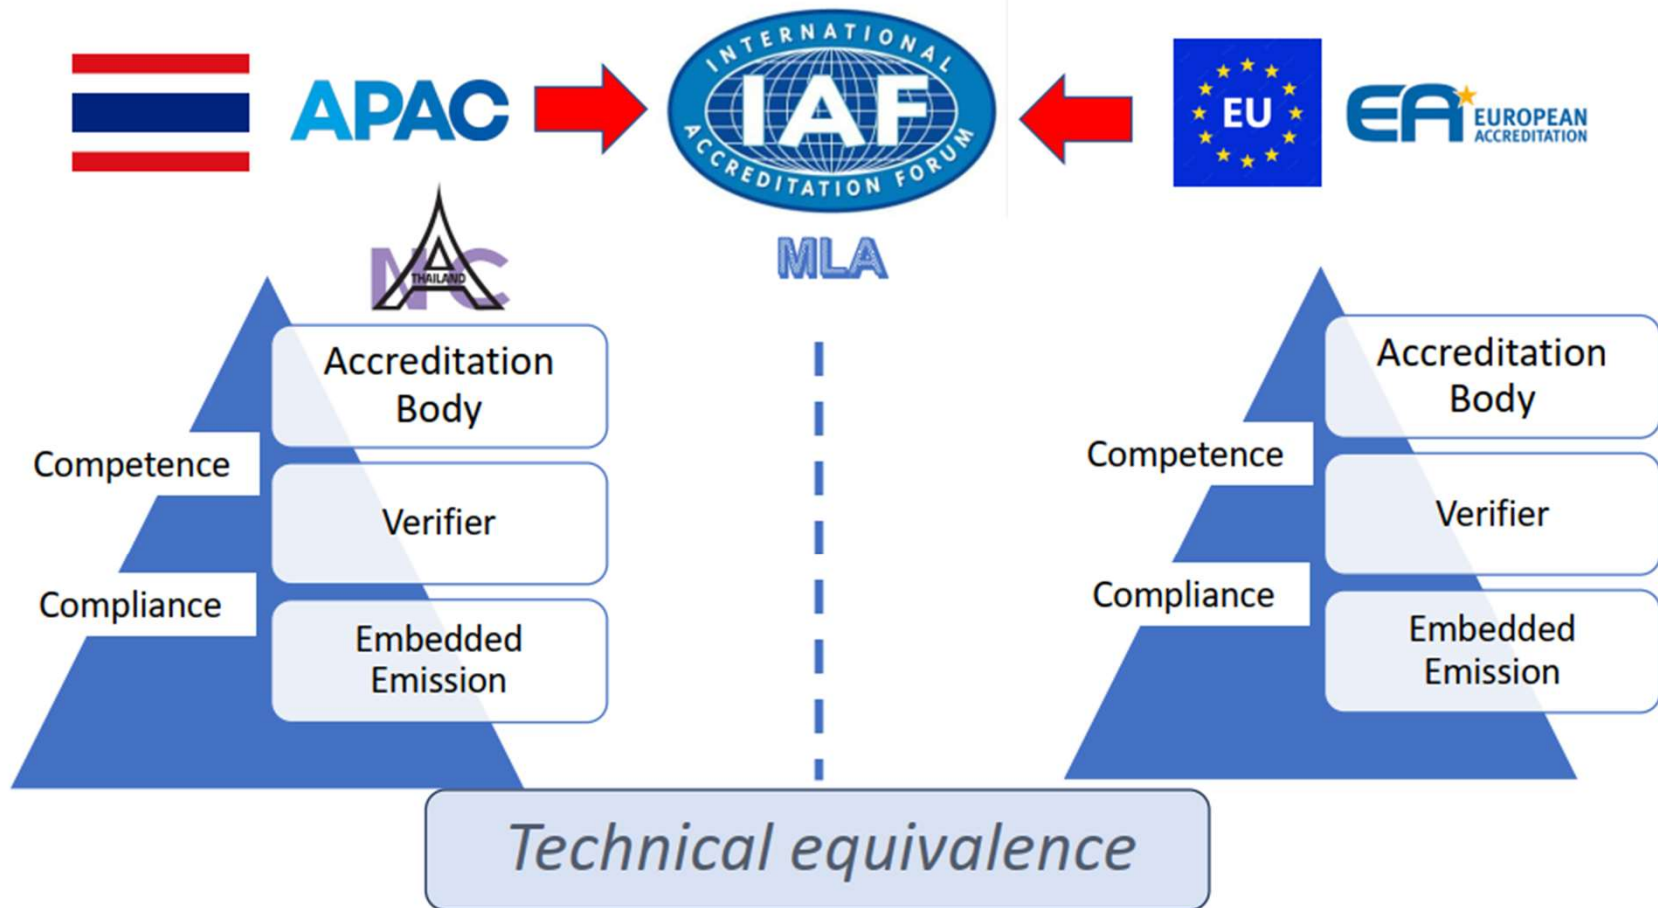 APAC
INTERNATIONAL
IAF
ACCREDITATION FORUM
EU
EA EUROPEAN
ACCREDITATION
MLA
NAC
THAILAND
Accreditation
Body
Competence
Verifier
Compliance
Embedded
Emission
Accreditation
Body
Competence
Verifier
Compliance
Embedded
Emission
Technical equivalence